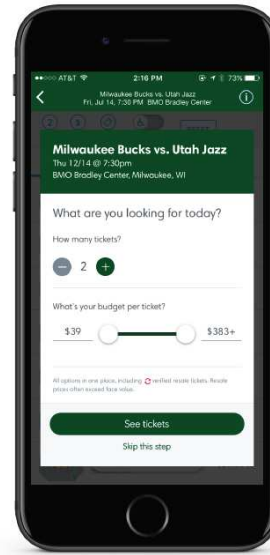 AT&T 2:16 PM 73%
Milwaukee Bucks vs. Utah Jazz
Fri, Jul 14, 7:30 PM BMO Bradley Center
Milwaukee Bucks vs. Utah Jazz
Thu 12/14 @ 7:30pm
BMO Bradley Center, Milwaukee, WI
What are you looking for today?
How many tickets?
2
What's your budget per ticket?
$39 $383+
All options in one place, including verified resale tickets. Resale
prices often exceed face value.
See tickets
Skip this step